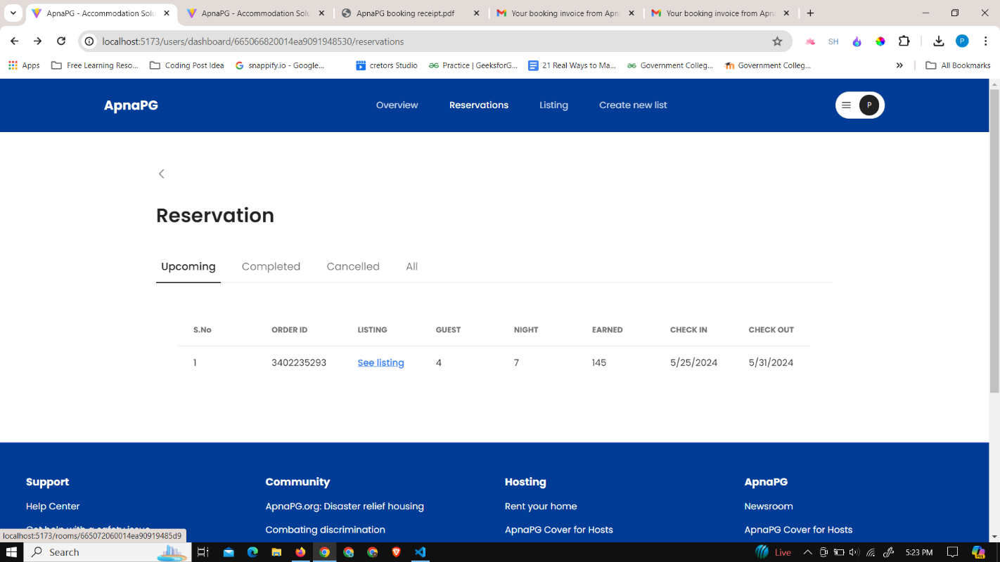 ApnaPG - Accommodation Solu
ApnaPG - Accommodation Solu
ApnaPG booking receipt.pdf
Your booking invoice from Apna
Your booking invoice from Apna
localhost:5173/users/dashboard/665066820014ea9091948530/reservations
SH
P
Apps
Free Learning Reso...
Coding Post Idea
snappify.io - Google...
cretors Studio
Practice | GeeksforG...
21 Real Ways to Ma...
Government Colleg...
Government Colleg...
All Bookmarks
ApnaPG
Overview
Reservations
Listing
Create new list
P
Reservation
Upcoming
Completed
Cancelled
All
S.No ORDER ID LISTING GUEST NIGHT EARNED CHECK IN CHECK OUT
1 3402235293 See listing 4 7 145 5/25/2024 5/31/2024
Support
Community
Hosting
ApnaPG
Help Center
ApnaPG.org: Disaster relief housing
Rent your home
Newsroom
Get help with a safety issue
Combating discrimination
ApnaPG Cover for Hosts
ApnaPG Cover for Hosts
localhost:5173/rooms/665072060014ea90919485d9
Search
Live
5:23 PM
PRE